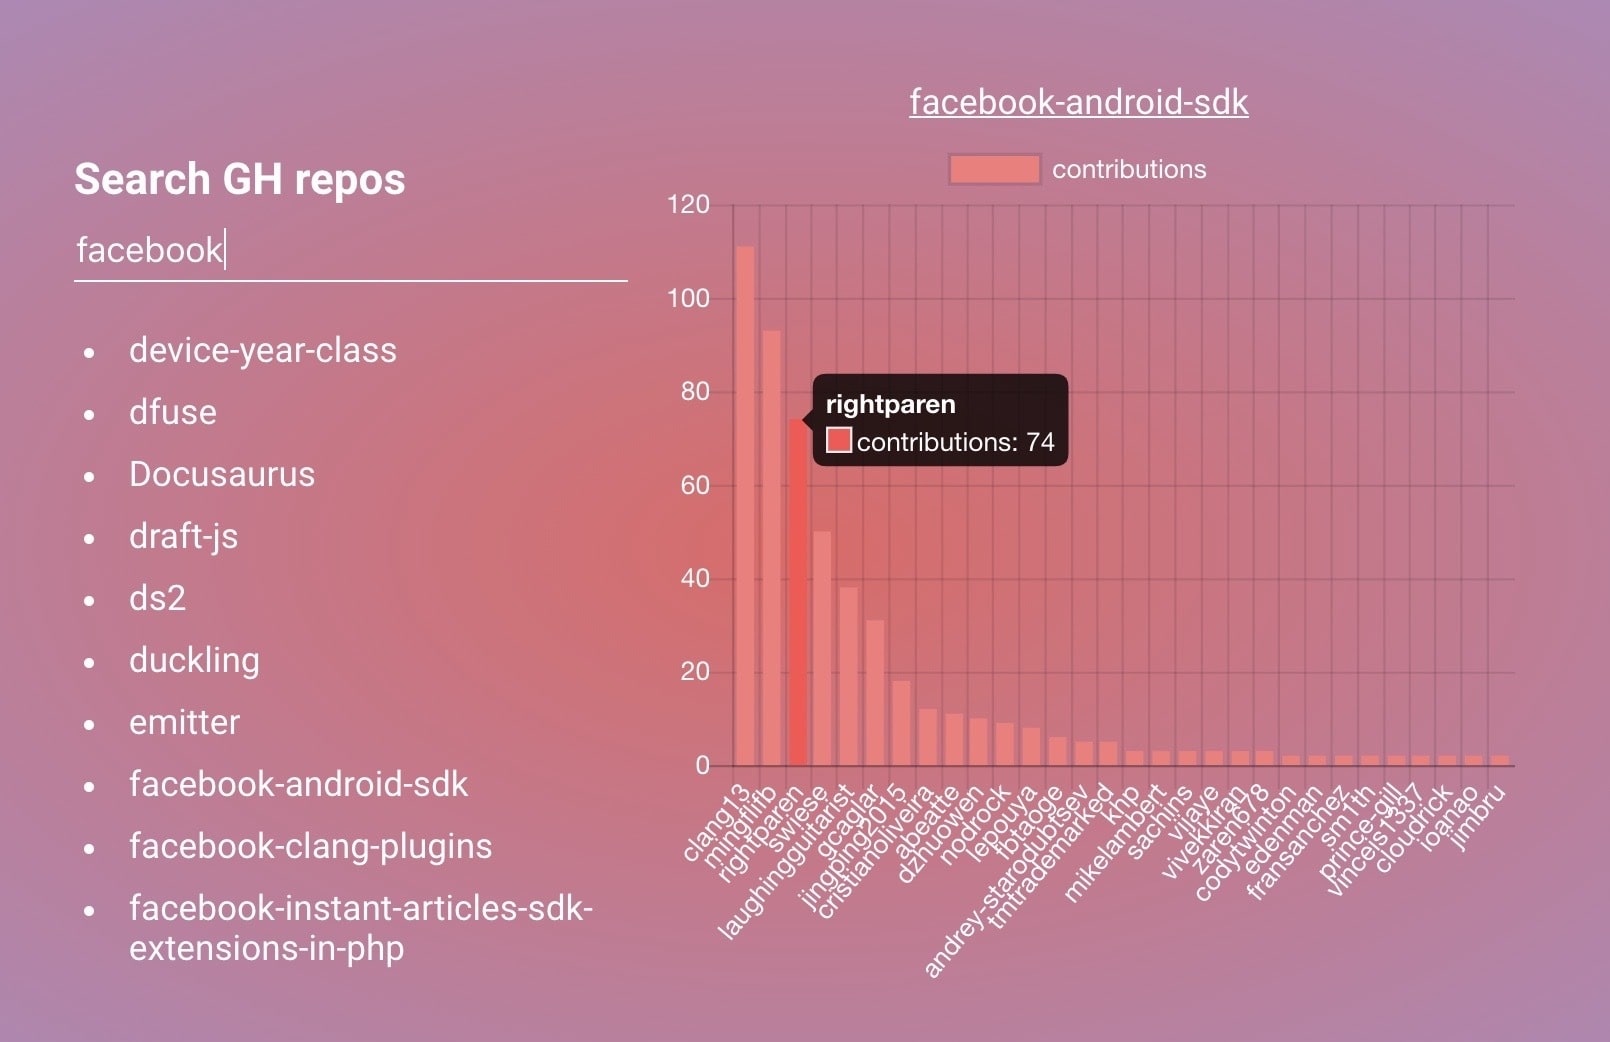 Search GH repos
facebook
device-year-class
dfuse
Docusaurus
draft-js
ds2
duckling
emitter
facebook-android-sdk
facebook-clang-plugins
facebook-instant-articles-sdk-
extensions-in-php
facebook-android-sdk
contributions
120
100
80
60
40
20
0
rightparen
contributions: 74
clang13
mingflifb
rightparen
swiese
laughingguitarist
gcaglar
jingping2015
cristianoliveira
abeatte
dzhuowen
nodrock
lepouya
fbtaoge
andrey-starodubtsev
tmtrademarked
khp
mikelambert
sachins
vijaye
vivekkiran
zaren678
codytwinton
edenman
fransanchez
sm1th
prince-gill
vincejs1337
cloudrick
ioanao
jimbru